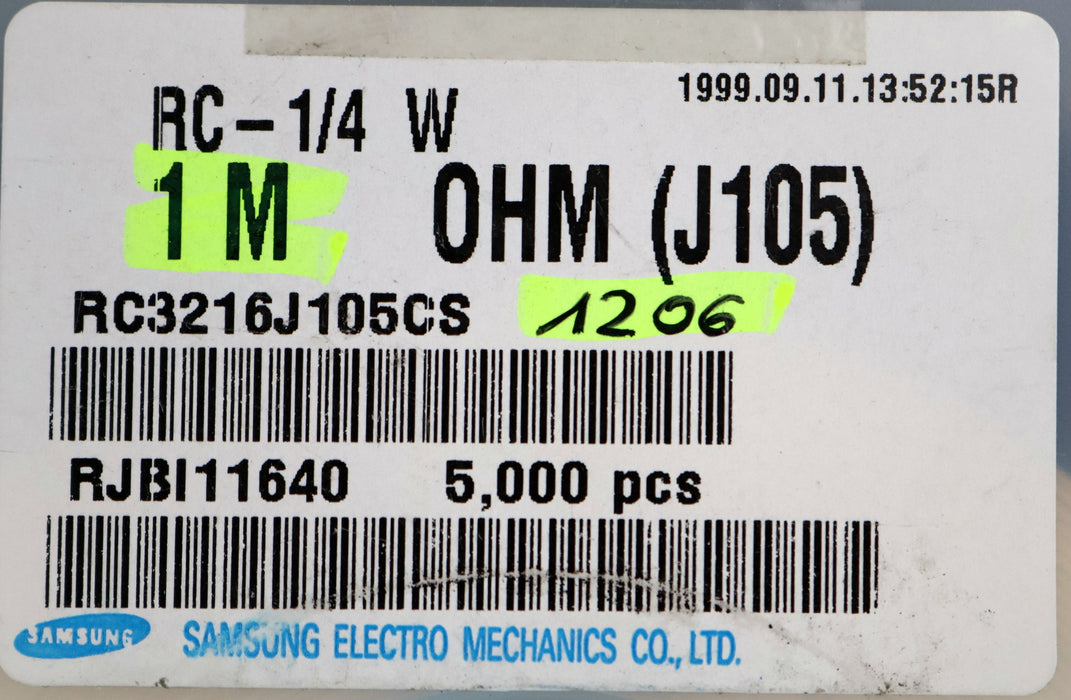 1999.09.11.13:52:15R
RC-1/4 W
1 M OHM (J105)
RC3216J105CS 1206
RJBI11640 5,000 pcs
SAMSUNG SAMSUNG ELECTRO MECHANICS CO., LTD.